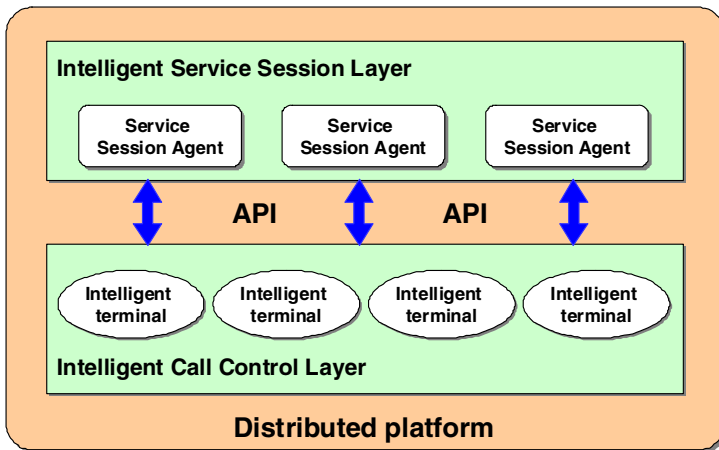 Intelligent Service Session Layer
Service
Session Agent
Service
Session Agent
Service
Session Agent
API
API
Intelligent
terminal
Intelligent
terminal
Intelligent
terminal
Intelligent
terminal
Intelligent Call Control Layer
Distributed platform